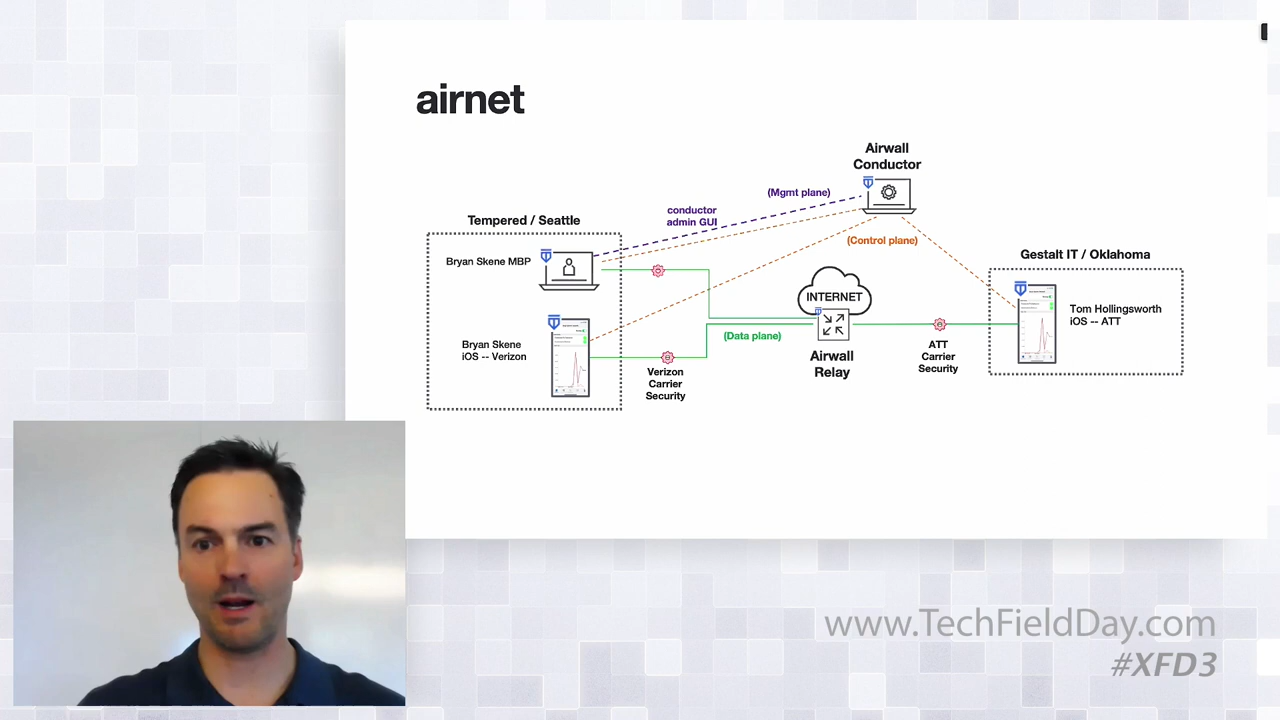 airnet
Airwall
Conductor
(Mgmt plane)
conductor
admin GUI
Tempered / Seattle
(Control plane)
Gestalt IT / Oklahoma
Bryan Skene MBP
INTERNET
Tom Hollingsworth
iOS -- ATT
Bryan Skene
iOS -- Verizon
(Data plane)
Airwall
Relay
ATT
Carrier
Security
Verizon
Carrier
Security
www.TechFieldDay.com
#XFD3